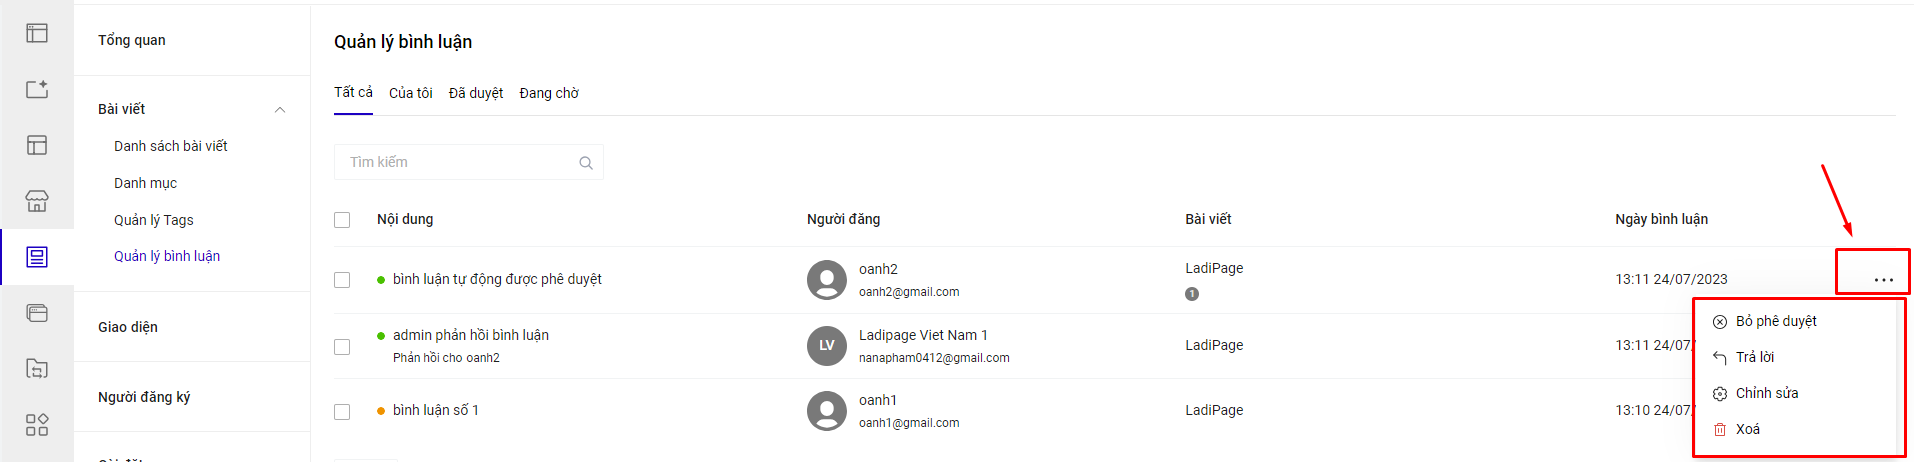 Tổng quan
Bài viết
Danh sách bài viết
Danh mục
Quản lý Tags
Quản lý bình luận
Giao diện
Người đăng ký
Quản lý bình luận
Tất cả Của tôi Đã duyệt Đang chờ
Tìm kiếm
Nội dung Người đăng Bài viết Ngày bình luận
bình luận tự động được phê duyệt
oanh2
oanh2@gmail.com
LadiPage
1
13:11 24/07/2023
admin phản hồi bình luận
Phản hồi cho oanh2
LV
Ladipage Viet Nam 1
nanapham0412@gmail.com
LadiPage
13:11 24/07/
bình luận số 1
oanh1
oanh1@gmail.com
LadiPage
13:10 24/07/
Bỏ phê duyệt
Trả lời
Chỉnh sửa
Xoá